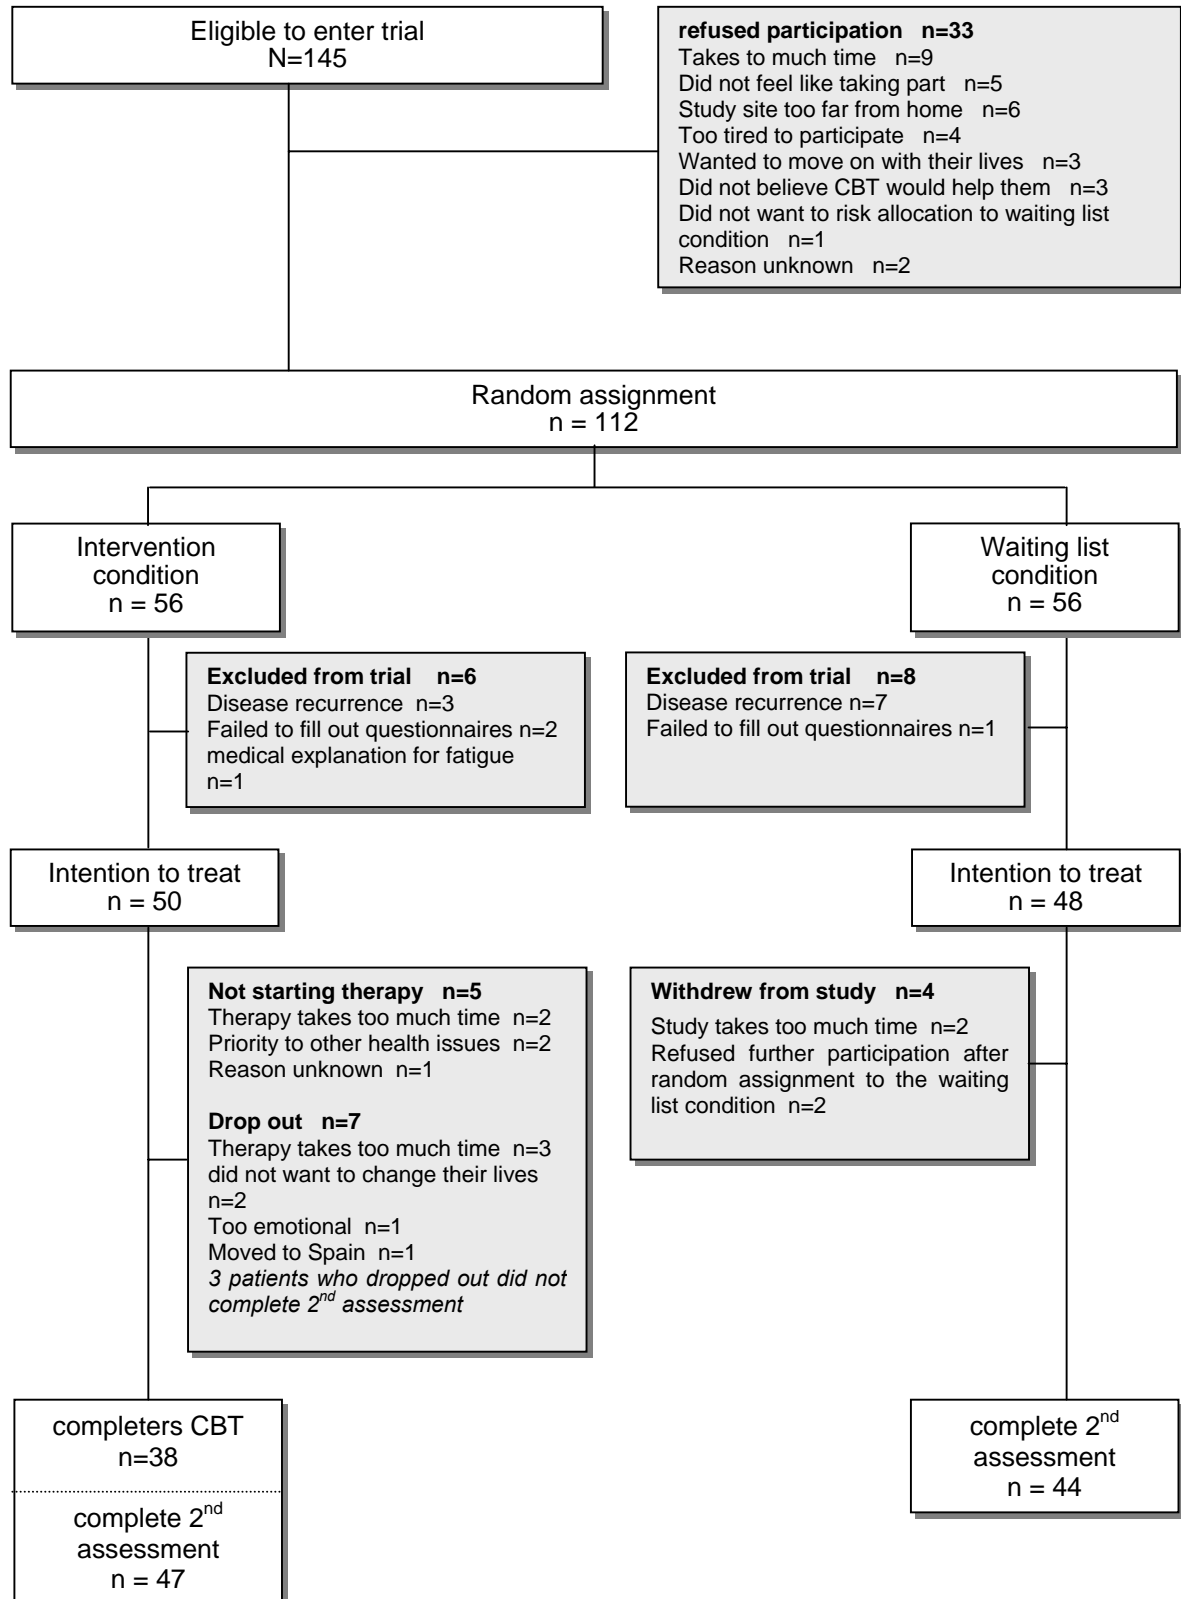 Eligible to enter trial
N=145
refused participation n=33
Takes to much time n=9
Did not feel like taking part n=5
Study site too far from home n=6
Too tired to participate n=4
Wanted to move on with their lives n=3
Did not believe CBT would help them n=3
Did not want to risk allocation to waiting list
condition n=1
Reason unknown n=2
Random assignment
n = 112
Intervention
condition
n = 56
Waiting list
condition
n = 56
Excluded from trial n=6
Disease recurrence n=3
Failed to fill out questionnaires n=2
medical explanation for fatigue
n=1
Excluded from trial n=8
Disease recurrence n=7
Failed to fill out questionnaires n=1
Intention to treat
n = 50
Intention to treat
n = 48
Not starting therapy n=5
Therapy takes too much time n=2
Priority to other health issues n=2
Reason unknown n=1
Drop out n=7
Therapy takes too much time n=3
did not want to change their lives
n=2
Too emotional n=1
Moved to Spain n=1
3 patients who dropped out did not
complete 2nd assessment
Withdrew from study n=4
Study takes too much time n=2
Refused further participation after
random assignment to the waiting
list condition n=2
completers CBT
n=38
complete 2nd
assessment
n = 47
complete 2nd
assessment
n = 44